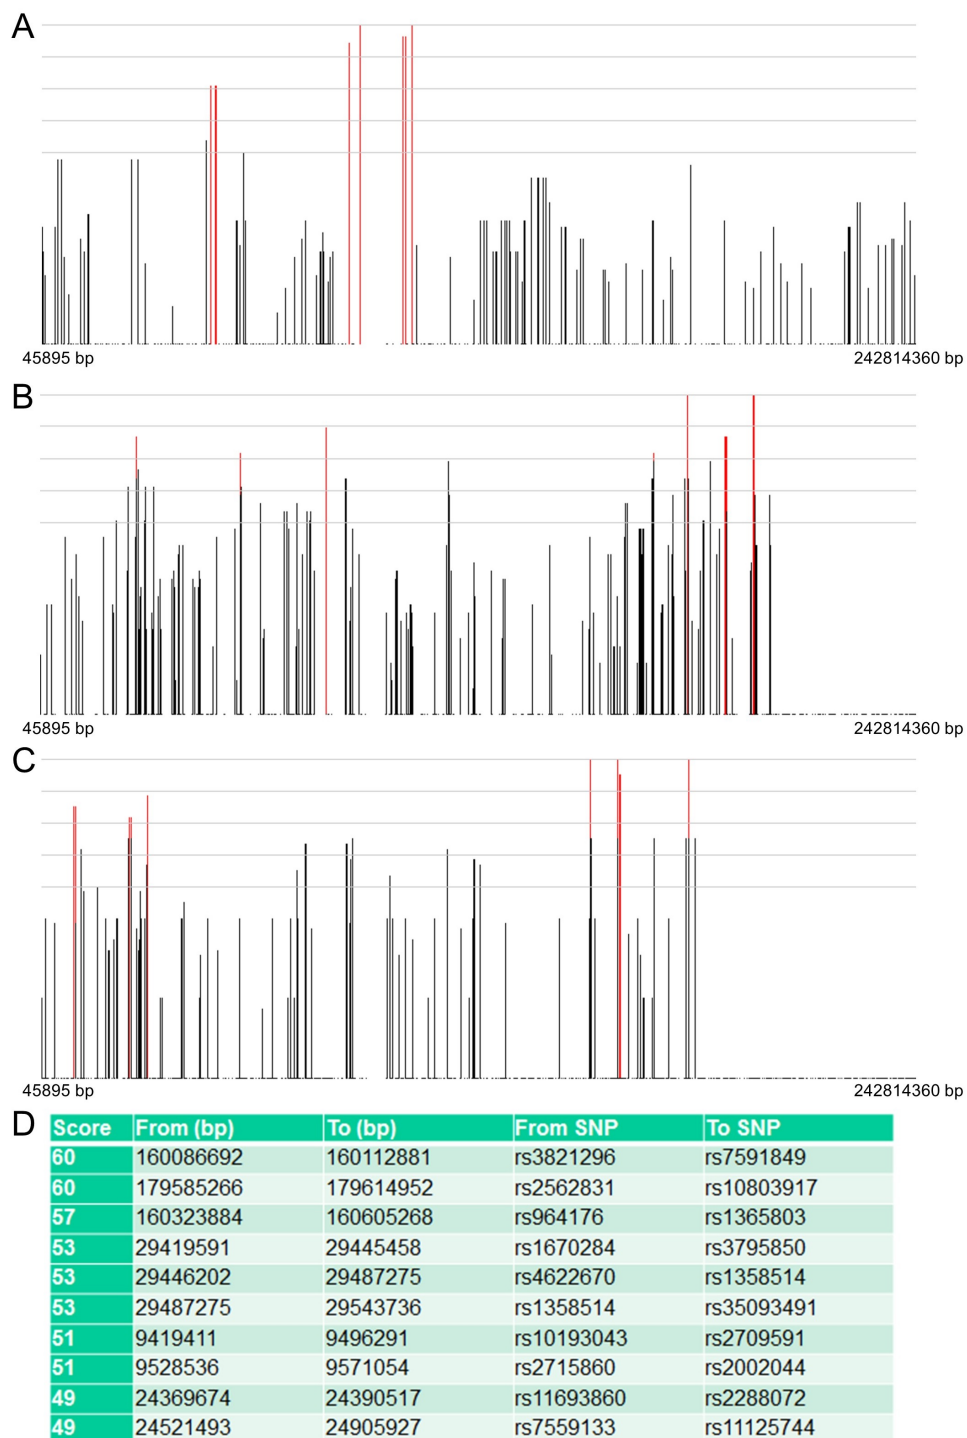 A
45895 bp 242814360 bp
B
45895 bp 242814360 bp
C
45895 bp 242814360 bp
D
Score From (bp) To (bp) From SNP To SNP
60 160086692 160112881 rs3821296 rs7591849
60 179585266 179614952 rs2562831 rs10803917
57 160323884 160605268 rs964176 rs1365803
53 29419591 29445458 rs1670284 rs3795850
53 29446202 29487275 rs4622670 rs1358514
53 29487275 29543736 rs1358514 rs35093491
51 9419411 9496291 rs10193043 rs2709591
51 9528536 9571054 rs2715860 rs2002044
49 24369674 24390517 rs11693860 rs2288072
49 24521493 24905927 rs7559133 rs11125744